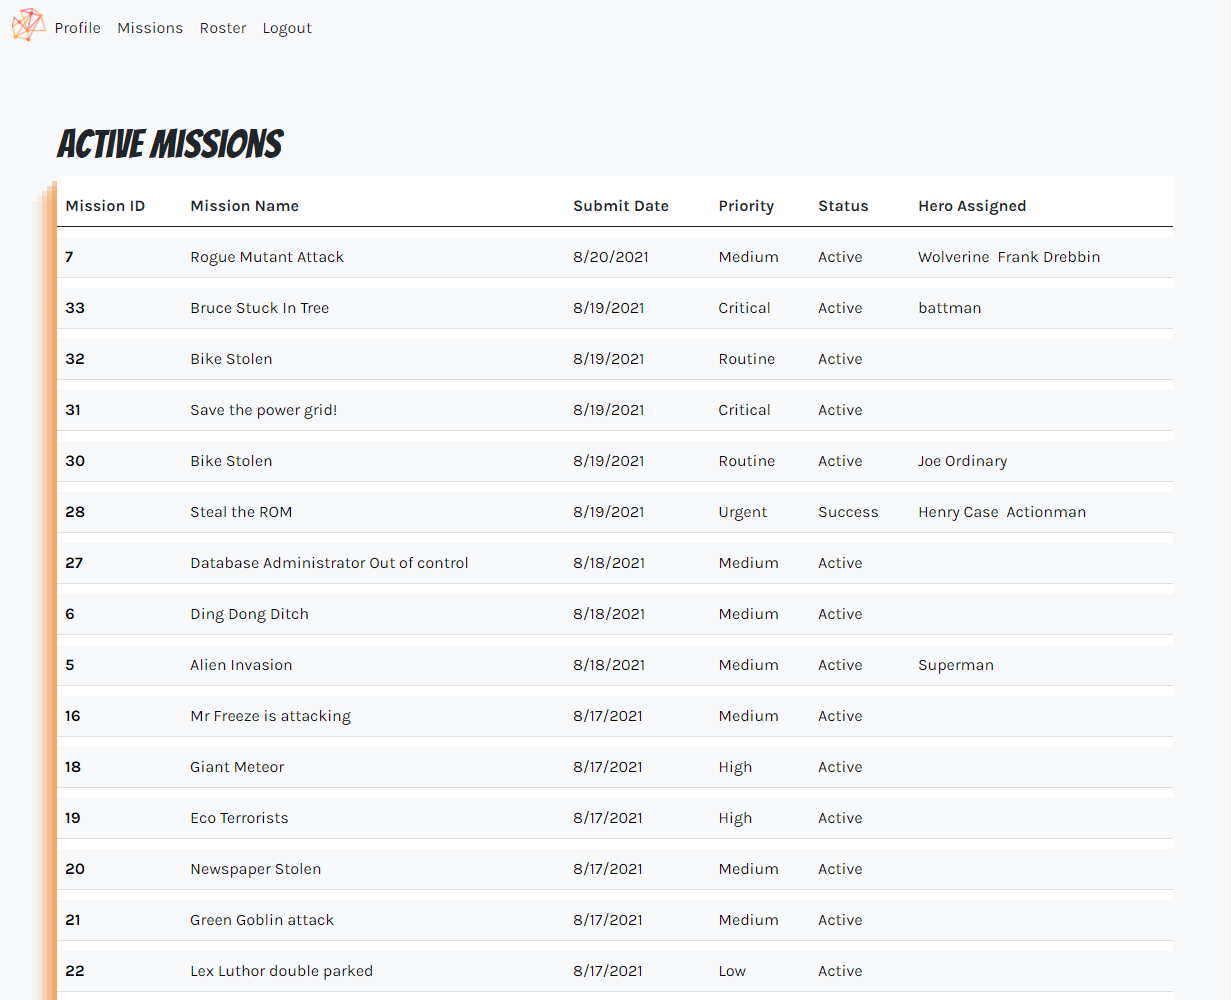 Profile Missions Roster Logout
ACTIVE MISSIONS
Mission ID Mission Name Submit Date Priority Status Hero Assigned
7 Rogue Mutant Attack 8/20/2021 Medium Active Wolverine Frank Drebbin
33 Bruce Stuck In Tree 8/19/2021 Critical Active battman
32 Bike Stolen 8/19/2021 Routine Active
31 Save the power grid! 8/19/2021 Critical Active
30 Bike Stolen 8/19/2021 Routine Active Joe Ordinary
28 Steal the ROM 8/19/2021 Urgent Success Henry Case Actionman
27 Database Administrator Out of control 8/18/2021 Medium Active
6 Ding Dong Ditch 8/18/2021 Medium Active
5 Alien Invasion 8/18/2021 Medium Active Superman
16 Mr Freeze is attacking 8/17/2021 Medium Active
18 Giant Meteor 8/17/2021 High Active
19 Eco Terrorists 8/17/2021 High Active
20 Newspaper Stolen 8/17/2021 Medium Active
21 Green Goblin attack 8/17/2021 Medium Active
22 Lex Luthor double parked 8/17/2021 Low Active